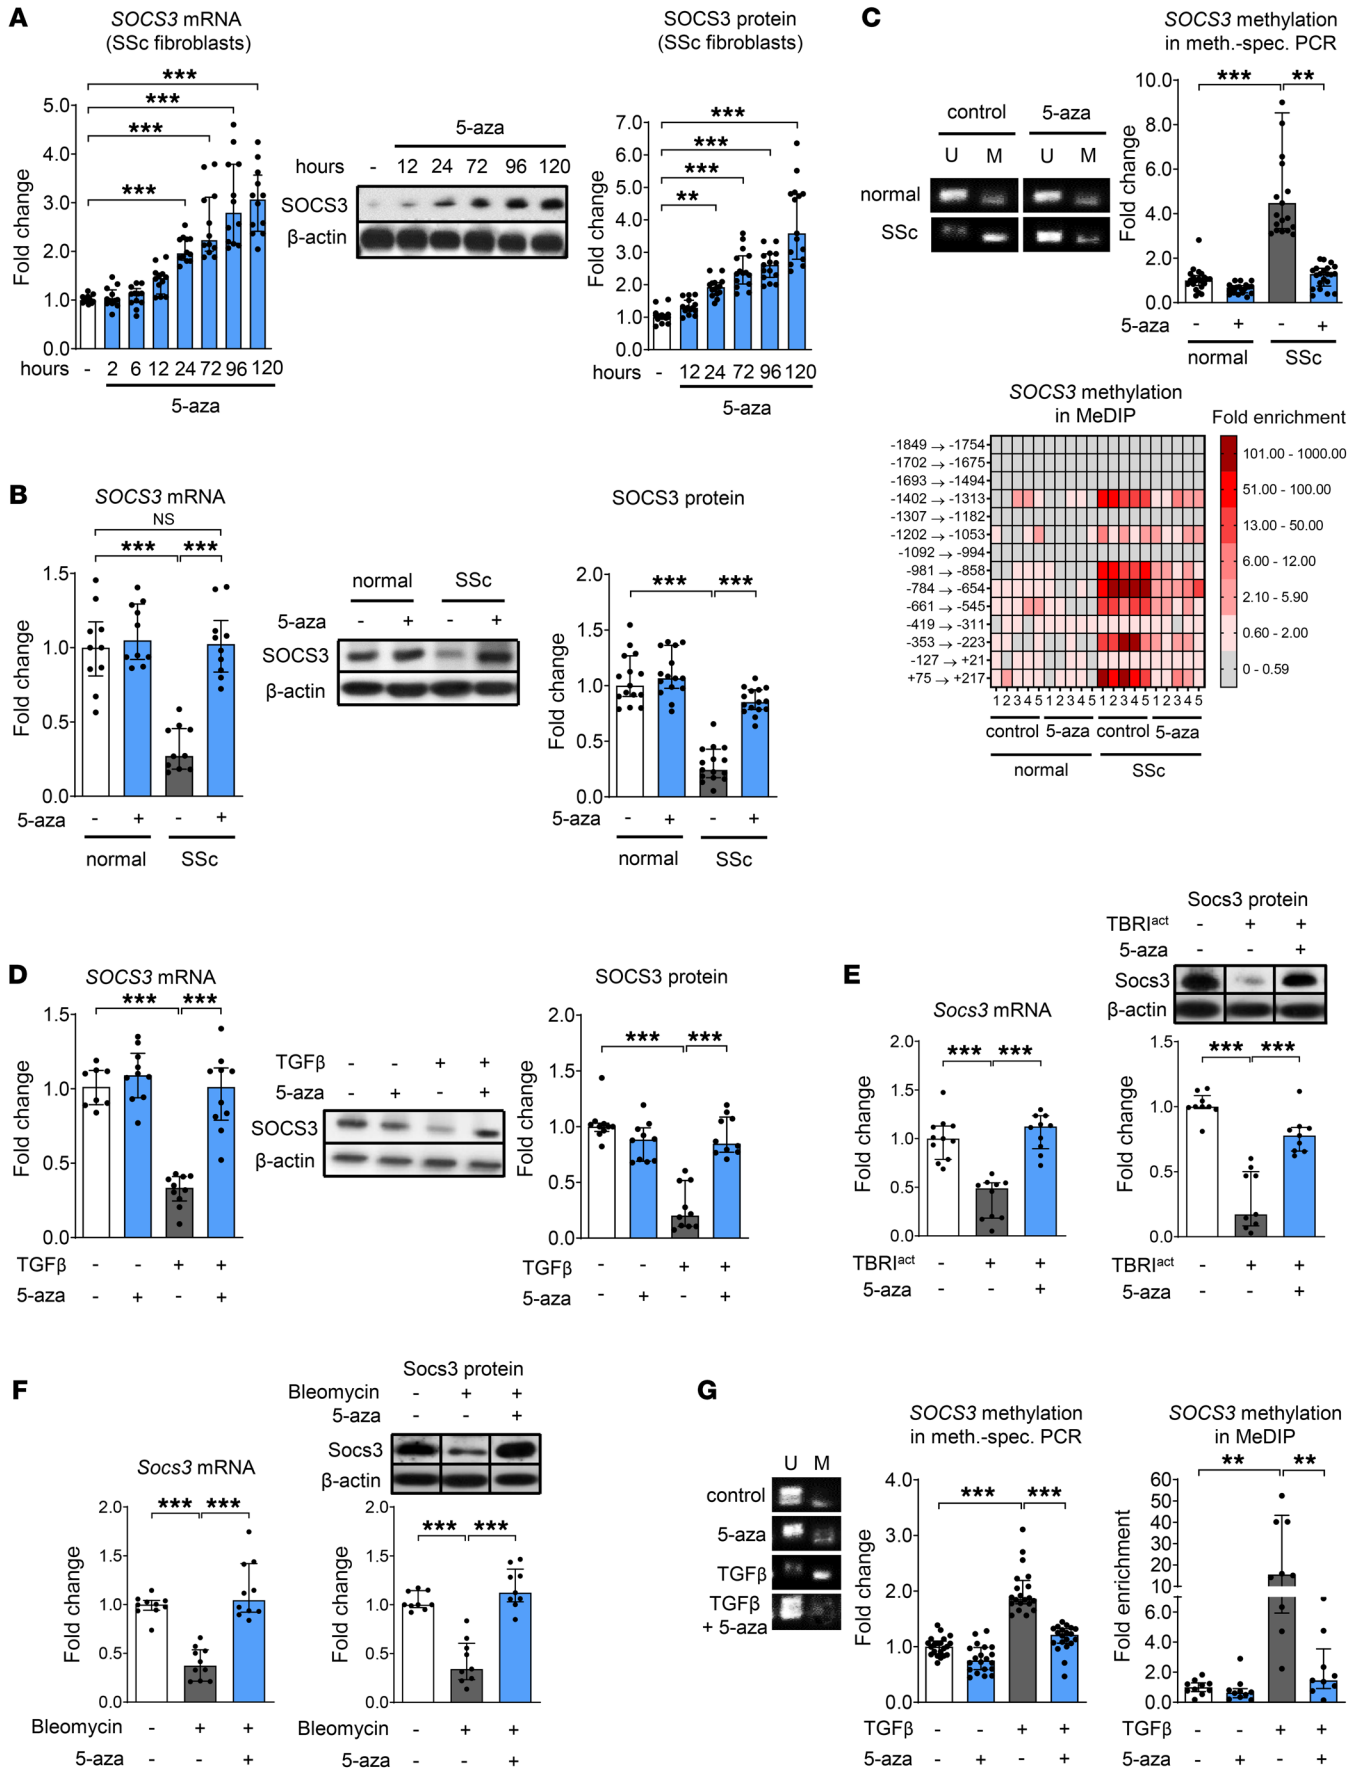 A
SOCS3 mRNA
(SSc fibroblasts)
***
***
***
***
Fold change
5.0
4.0
3.0
2.0
1.0
0.0
hours - 2 6 12 24 72 96 120
5-aza
5-aza
hours - 12 24 72 96 120
SOCS3
β-actin
SOCS3 protein
(SSc fibroblasts)
***
***
***
**
Fold change
7.0
6.0
5.0
4.0
3.0
2.0
1.0
0.0
hours - 12 24 72 96 120
5-aza
B
SOCS3 mRNA
NS
*** ***
Fold change
1.5
1.0
0.5
0.0
5-aza - + - +
normal SSc
normal SSc
5-aza - + - +
SOCS3
β-actin
SOCS3 protein
*** ***
Fold change
2.0
1.5
1.0
0.5
0.0
5-aza - + - +
normal SSc
C
control 5-aza
U M U M
normal
SSc
SOCS3 methylation
in meth.-spec. PCR
*** **
Fold change
10.0
8.0
6.0
4.0
2.0
0.0
5-aza - + - +
normal SSc
SOCS3 methylation
in MeDIP
-1849 → -1754
-1702 → -1675
-1693 → -1494
-1402 → -1313
-1307 → -1182
-1202 → -1053
-1092 → -994
-981 → -858
-784 → -654
-661 → -545
-419 → -311
-353 → -223
-127 → +21
+75 → +217
1 2 3 4 5 1 2 3 4 5 1 2 3 4 5 1 2 3 4 5
control 5-aza control 5-aza
normal SSc
Fold enrichment
101.00 - 1000.00
51.00 - 100.00
13.00 - 50.00
6.00 - 12.00
2.10 - 5.90
0.60 - 2.00
0 - 0.59
D
SOCS3 mRNA
*** ***
Fold change
1.5
1.0
0.5
0.0
TGFβ - - + +
5-aza - + - +
TGFβ - - + +
5-aza - + - +
SOCS3
β-actin
SOCS3 protein
*** ***
Fold change
2.0
1.5
1.0
0.5
0.0
TGFβ - - + +
5-aza - + - +
E
Socs3 mRNA
*** ***
Fold change
2.0
1.5
1.0
0.5
0.0
TBRIact - + +
5-aza - - +
Socs3 protein
TBRIact - + +
5-aza - - +
Socs3
β-actin
*** ***
Fold change
1.5
1.0
0.5
0.0
TBRIact - + +
5-aza - - +
F
Socs3 mRNA
*** ***
Fold change
2.0
1.5
1.0
0.5
0.0
Bleomycin - + +
5-aza - - +
Socs3 protein
Bleomycin - + +
5-aza - - +
Socs3
β-actin
*** ***
Fold change
2.0
1.5
1.0
0.5
0.0
Bleomycin - + +
5-aza - - +
G
U M
control
5-aza
TGFβ
TGFβ
+ 5-aza
SOCS3 methylation
in meth.-spec. PCR
*** ***
Fold change
4.0
3.0
2.0
1.0
0.0
TGFβ - - + +
5-aza - + - +
SOCS3 methylation
in MeDIP
** **
Fold enrichment
60
50
40
30
20
10
6.0
4.0
2.0
0.0
TGFβ - - + +
5-aza - + - +